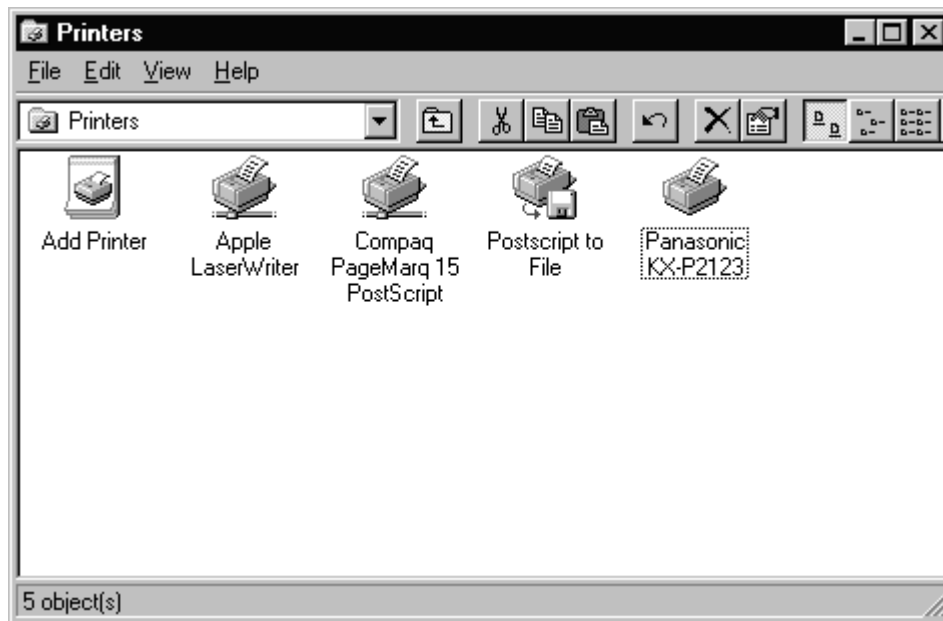 Printers
File Edit View Help
Printers
Add Printer
Apple
LaserWriter
Compaq
PageMarq 15
PostScript
Postscript to
File
Panasonic
KX-P2123
5 object(s)